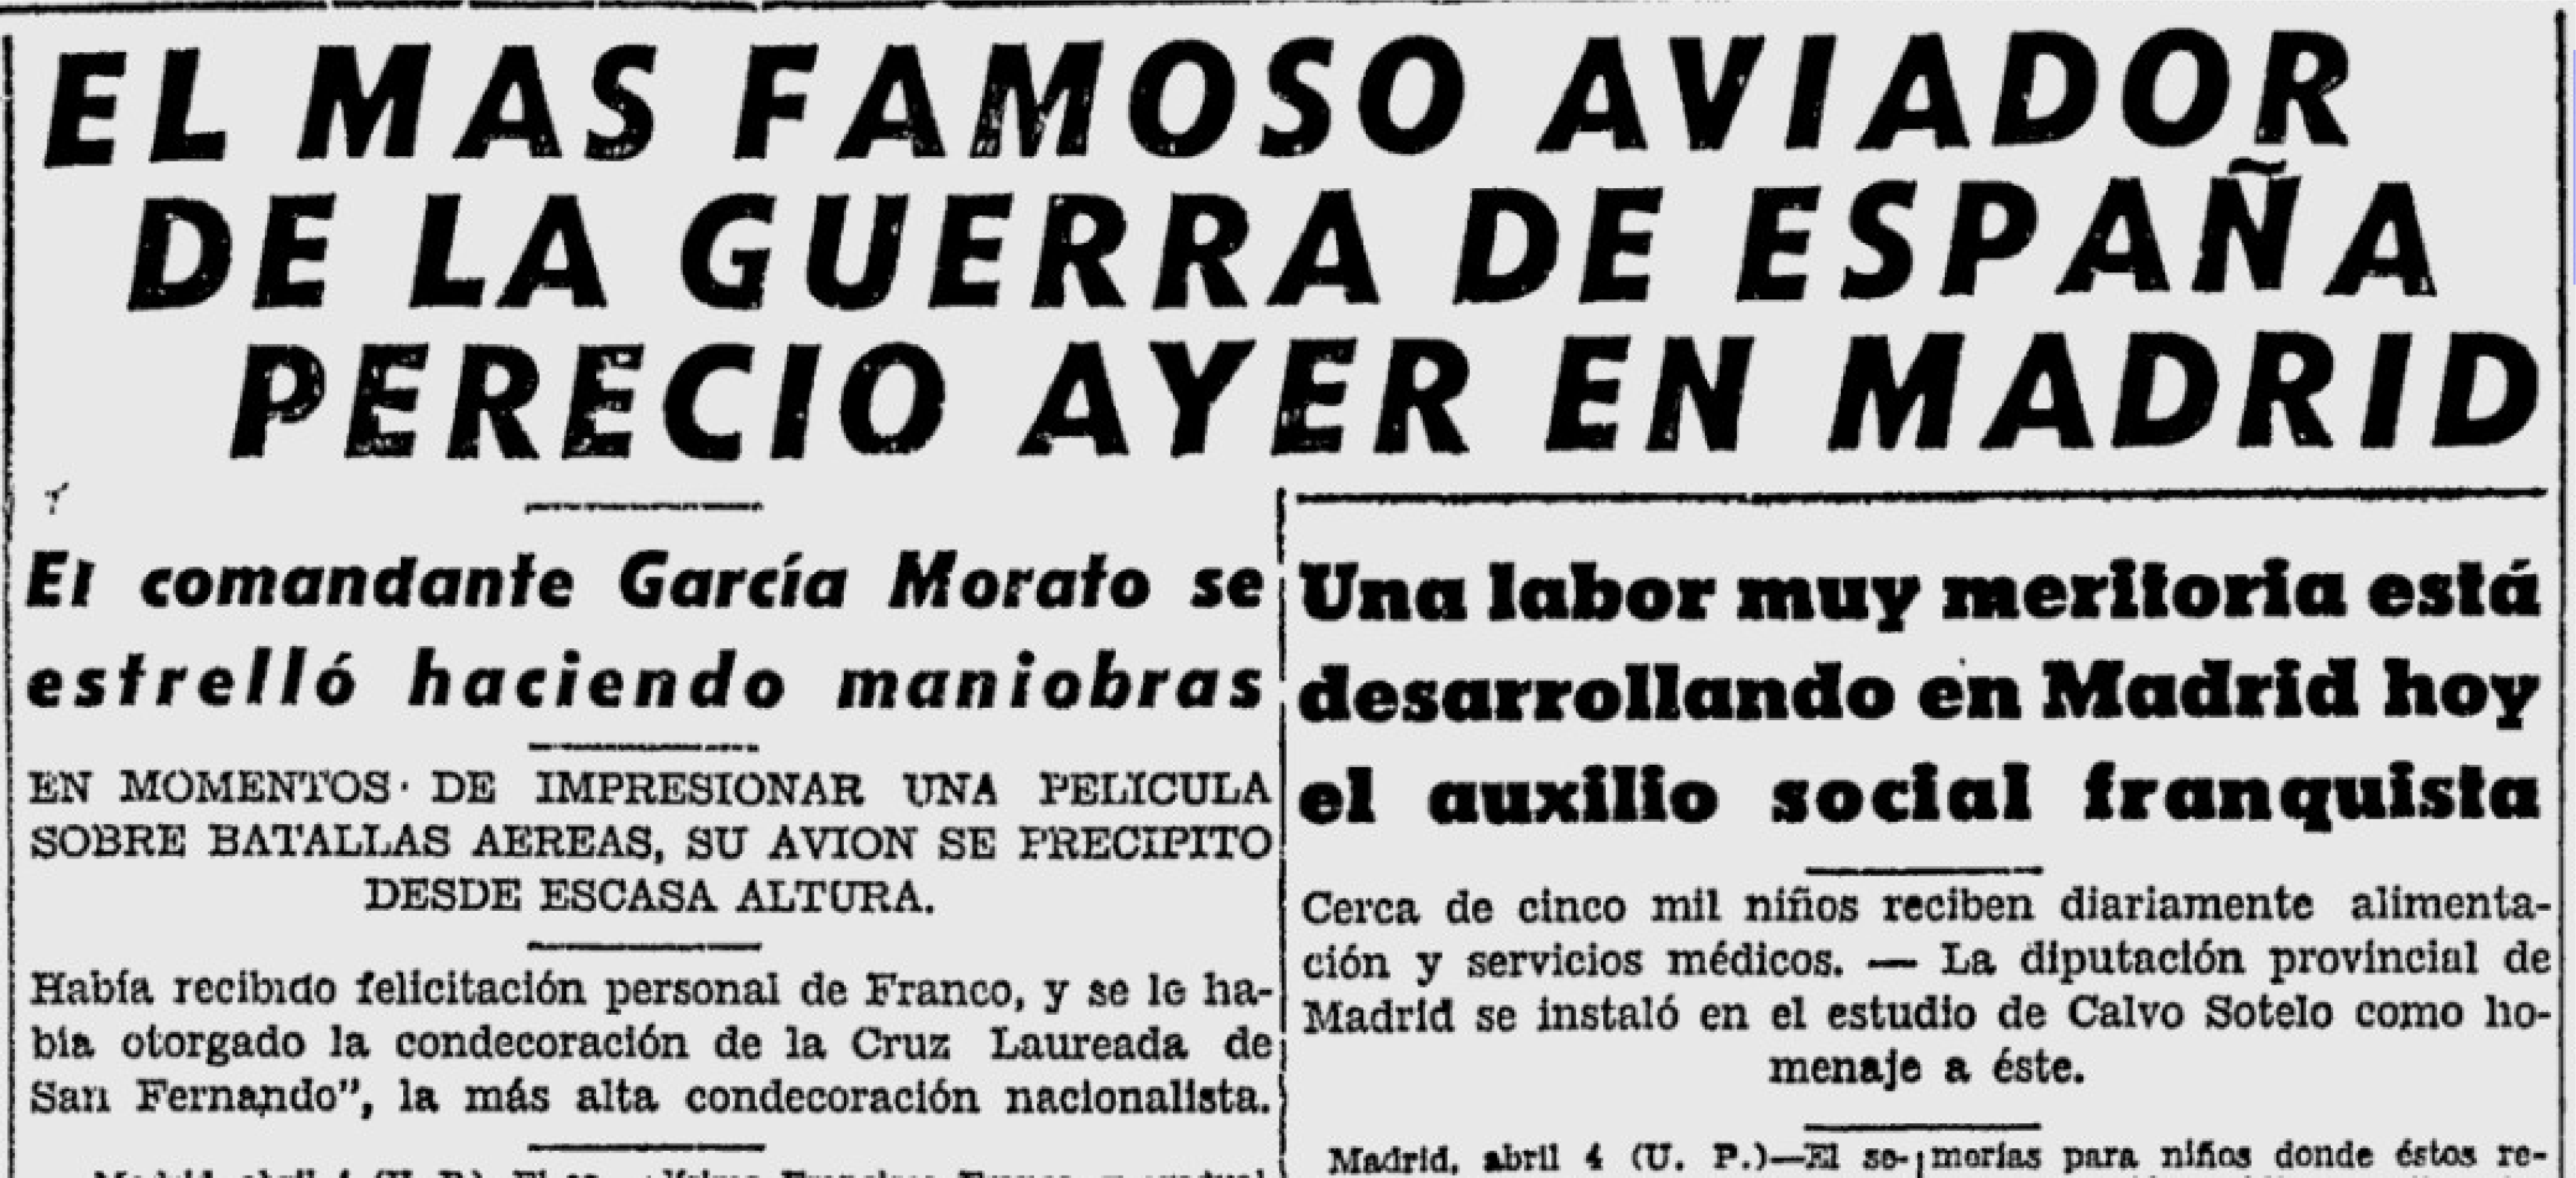 EL MAS FAMOSO AVIADOR
DE LA GUERRA DE ESPAÑA
PERECIO AYER EN MADRID
El comandante García Morato se
estrelló haciendo maniobras
EN MOMENTOS DE IMPRESIONAR UNA PELICULA
SOBRE BATALLAS AEREAS, SU AVION SE PRECIPITO
DESDE ESCASA ALTURA.
Había recibido felicitación personal de Franco, y se le ha-
bía otorgado la condecoración de la Cruz Laureada de
San Fernando", la más alta condecoración nacionalista.
Una labor muy meritoria está
desarrollando en Madrid hoy
el auxilio social franquista
Cerca de cinco mil niños reciben diariamente alimenta-
ción y servicios médicos. — La diputación provincial de
Madrid se instaló en el estudio de Calvo Sotelo como ho-
menaje a éste.
Madrid, abril 4 (U. P.)—El se-
morías para niños donde éstos re-